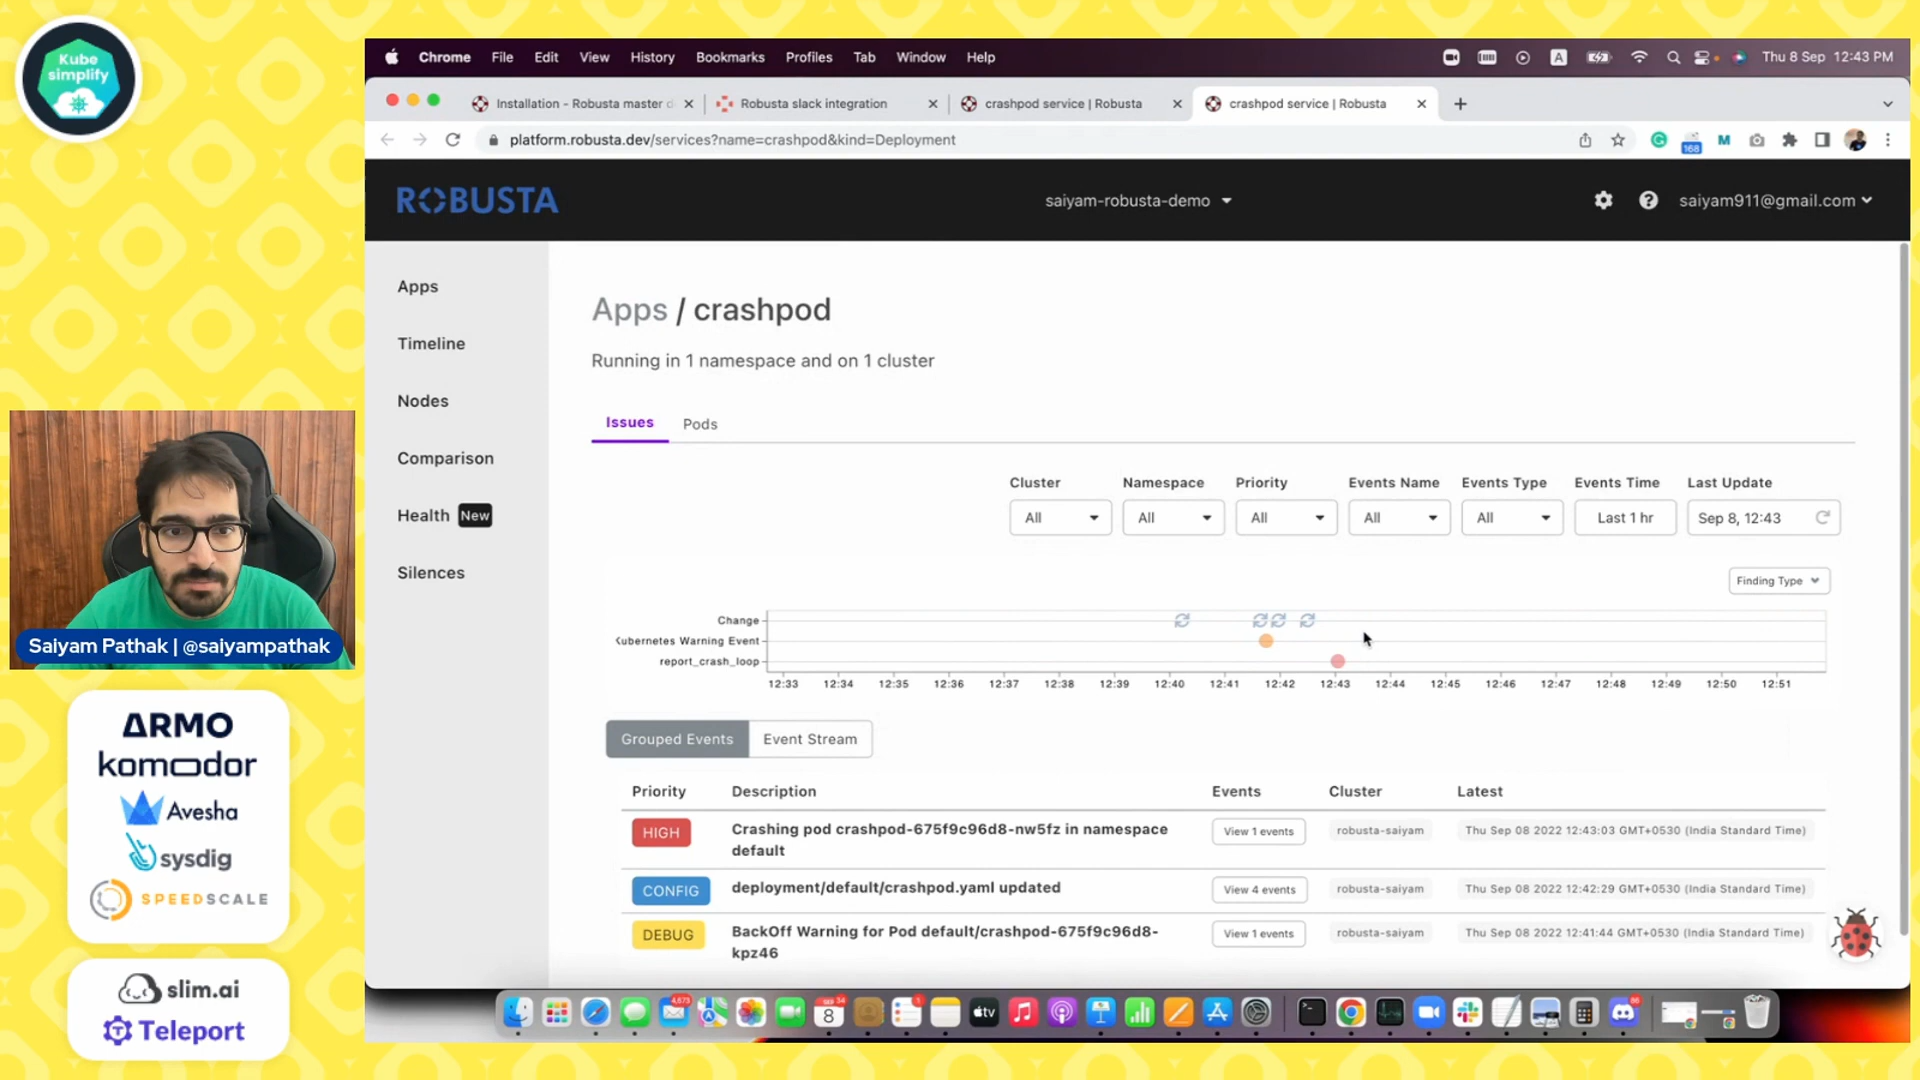 Kube
simplify
Chrome File Edit View History Bookmarks Profiles Tab Window Help
A
Thu 8 Sep 12:43 PM
Installation - Robusta master d
Robusta slack integration
crashpod service | Robusta
crashpod service | Robusta
platform.robusta.dev/services?name=crashpod&kind=Deployment
168
M
ROBUSTA
saiyam-robusta-demo
saiyam911@gmail.com
Apps
Timeline
Nodes
Comparison
Health New
Silences
Apps / crashpod
Running in 1 namespace and on 1 cluster
Issues Pods
Cluster Namespace Priority Events Name Events Type Events Time Last Update
All All All All All Last 1 hr Sep 8, 12:43
Finding Type
Change
Kubernetes Warning Event
report_crash_loop
12:33 12:34 12:35 12:36 12:37 12:38 12:39 12:40 12:41 12:42 12:43 12:44 12:45 12:46 12:47 12:48 12:49 12:50 12:51
Grouped Events Event Stream
Priority Description Events Cluster Latest
HIGH Crashing pod crashpod-675f9c96d8-nw5fz in namespace
default
View 1 events robusta-saiyam Thu Sep 08 2022 12:43:03 GMT+0530 (India Standard Time)
CONFIG deployment/default/crashpod.yaml updated View 4 events robusta-saiyam Thu Sep 08 2022 12:42:29 GMT+0530 (India Standard Time)
DEBUG BackOff Warning for Pod default/crashpod-675f9c96d8-
kpz46
View 1 events robusta-saiyam Thu Sep 08 2022 12:41:44 GMT+0530 (India Standard Time)
Saiyam Pathak | @saiyampathak
ARMO
komodor
Avesha
sysdig
SPEEDSCALE
slim.ai
Teleport
4,673
8
tv